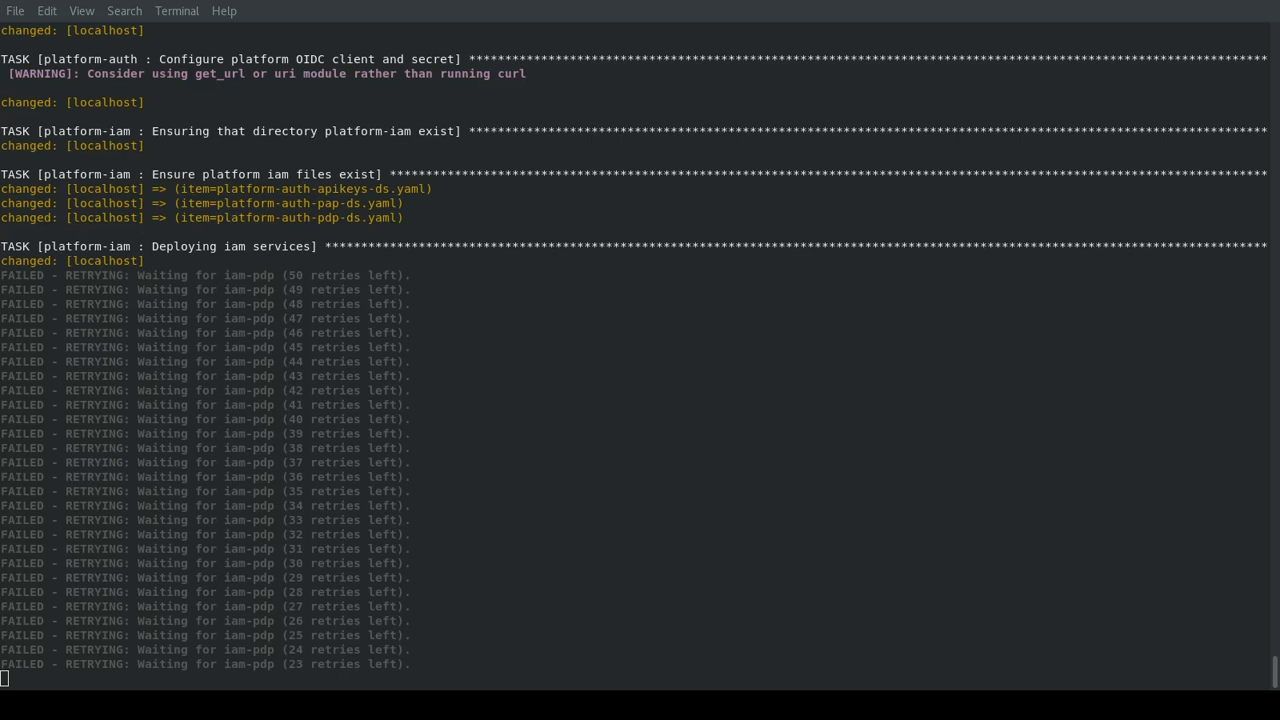 File Edit View Search Terminal Help
changed: [localhost]
TASK [platform-auth : Configure platform OIDC client and secret] ***************************************************************************************************************
[WARNING]: Consider using get_url or uri module rather than running curl
changed: [localhost]
TASK [platform-iam : Ensuring that directory platform-iam exist] ***************************************************************************************************************
changed: [localhost]
TASK [platform-iam : Ensure platform iam files exist] **************************************************************************************************************************
changed: [localhost] => (item=platform-auth-apikeys-ds.yaml)
changed: [localhost] => (item=platform-auth-pap-ds.yaml)
changed: [localhost] => (item=platform-auth-pdp-ds.yaml)
TASK [platform-iam : Deploying iam services] ***********************************************************************************************************************************
changed: [localhost]
FAILED - RETRYING: Waiting for iam-pdp (50 retries left).
FAILED - RETRYING: Waiting for iam-pdp (49 retries left).
FAILED - RETRYING: Waiting for iam-pdp (48 retries left).
FAILED - RETRYING: Waiting for iam-pdp (47 retries left).
FAILED - RETRYING: Waiting for iam-pdp (46 retries left).
FAILED - RETRYING: Waiting for iam-pdp (45 retries left).
FAILED - RETRYING: Waiting for iam-pdp (44 retries left).
FAILED - RETRYING: Waiting for iam-pdp (43 retries left).
FAILED - RETRYING: Waiting for iam-pdp (42 retries left).
FAILED - RETRYING: Waiting for iam-pdp (41 retries left).
FAILED - RETRYING: Waiting for iam-pdp (40 retries left).
FAILED - RETRYING: Waiting for iam-pdp (39 retries left).
FAILED - RETRYING: Waiting for iam-pdp (38 retries left).
FAILED - RETRYING: Waiting for iam-pdp (37 retries left).
FAILED - RETRYING: Waiting for iam-pdp (36 retries left).
FAILED - RETRYING: Waiting for iam-pdp (35 retries left).
FAILED - RETRYING: Waiting for iam-pdp (34 retries left).
FAILED - RETRYING: Waiting for iam-pdp (33 retries left).
FAILED - RETRYING: Waiting for iam-pdp (32 retries left).
FAILED - RETRYING: Waiting for iam-pdp (31 retries left).
FAILED - RETRYING: Waiting for iam-pdp (30 retries left).
FAILED - RETRYING: Waiting for iam-pdp (29 retries left).
FAILED - RETRYING: Waiting for iam-pdp (28 retries left).
FAILED - RETRYING: Waiting for iam-pdp (27 retries left).
FAILED - RETRYING: Waiting for iam-pdp (26 retries left).
FAILED - RETRYING: Waiting for iam-pdp (25 retries left).
FAILED - RETRYING: Waiting for iam-pdp (24 retries left).
FAILED - RETRYING: Waiting for iam-pdp (23 retries left).